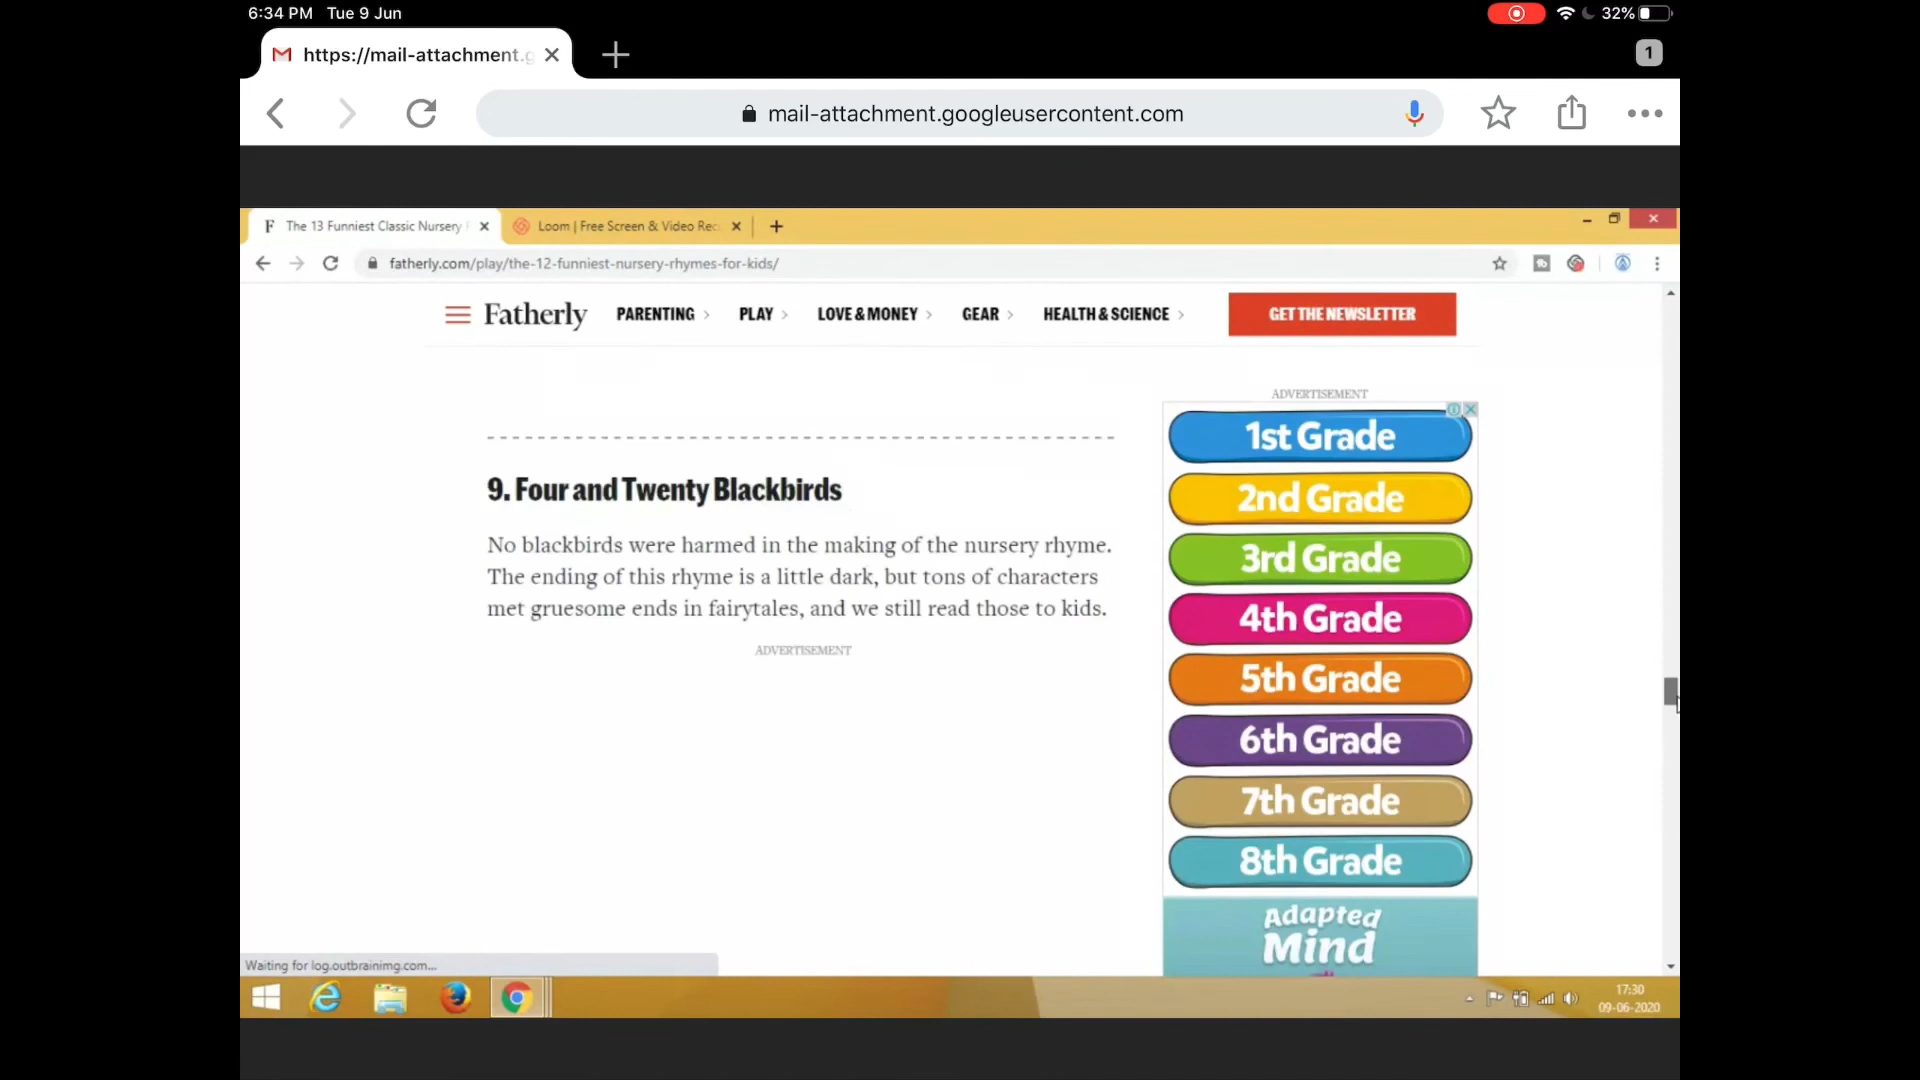 6:34 PM Tue 9 Jun
32%
https://mail-attachment.g
1
mail-attachment.googleusercontent.com
F The 13 Funniest Classic Nursery
Loom | Free Screen & Video Rec
fatherly.com/play/the-12-funniest-nursery-rhymes-for-kids/
Fatherly
PARENTING
PLAY
LOVE & MONEY
GEAR
HEALTH & SCIENCE
GET THE NEWSLETTER
9. Four and Twenty Blackbirds
No blackbirds were harmed in the making of the nursery rhyme.
The ending of this rhyme is a little dark, but tons of characters
met gruesome ends in fairytales, and we still read those to kids.
ADVERTISEMENT
ADVERTISEMENT
1st Grade
2nd Grade
3rd Grade
4th Grade
5th Grade
6th Grade
7th Grade
8th Grade
Adapted
Mind
Waiting for log.outbrainimg.com...
17:30
09-06-2020